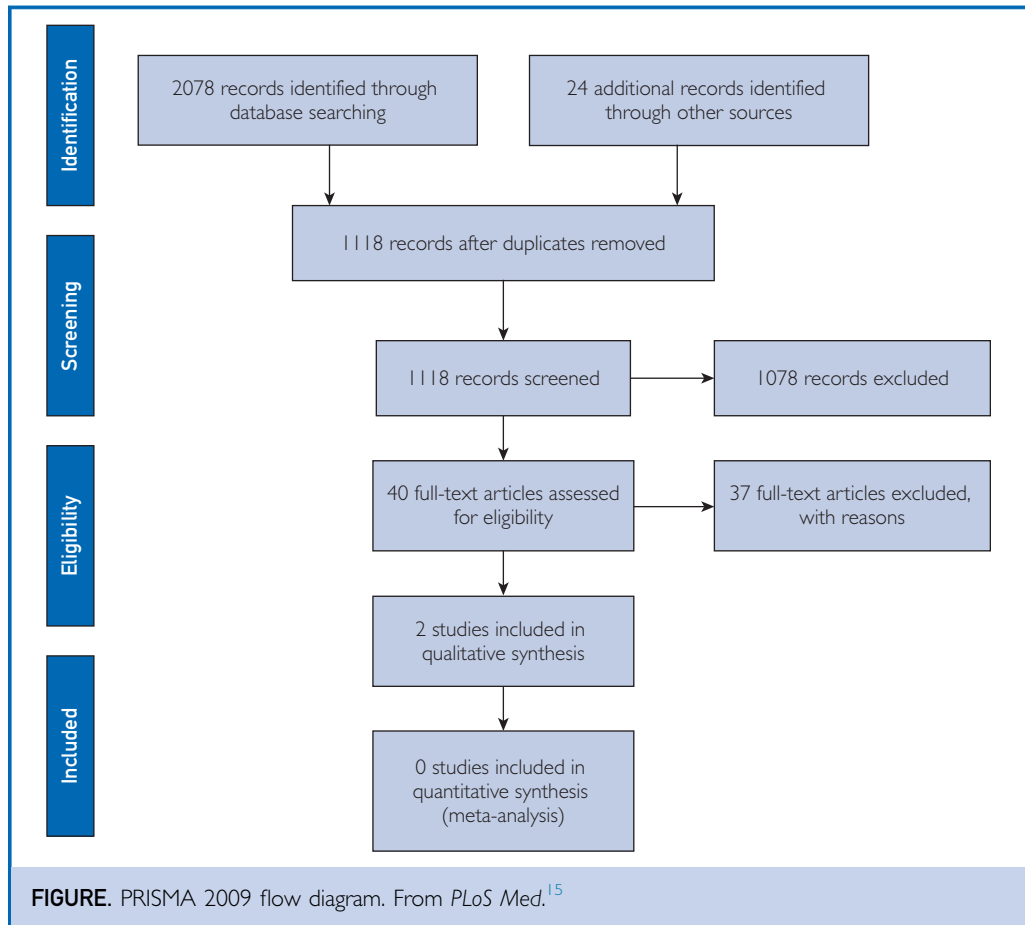 Identification
2078 records identified through
database searching
24 additional records identified
through other sources
1118 records after duplicates removed
Screening
1118 records screened
1078 records excluded
Eligibility
40 full-text articles assessed
for eligibility
37 full-text articles excluded,
with reasons
2 studies included in
qualitative synthesis
Included
0 studies included in
quantitative synthesis
(meta-analysis)
FIGURE. PRISMA 2009 flow diagram. From PLoS Med.15